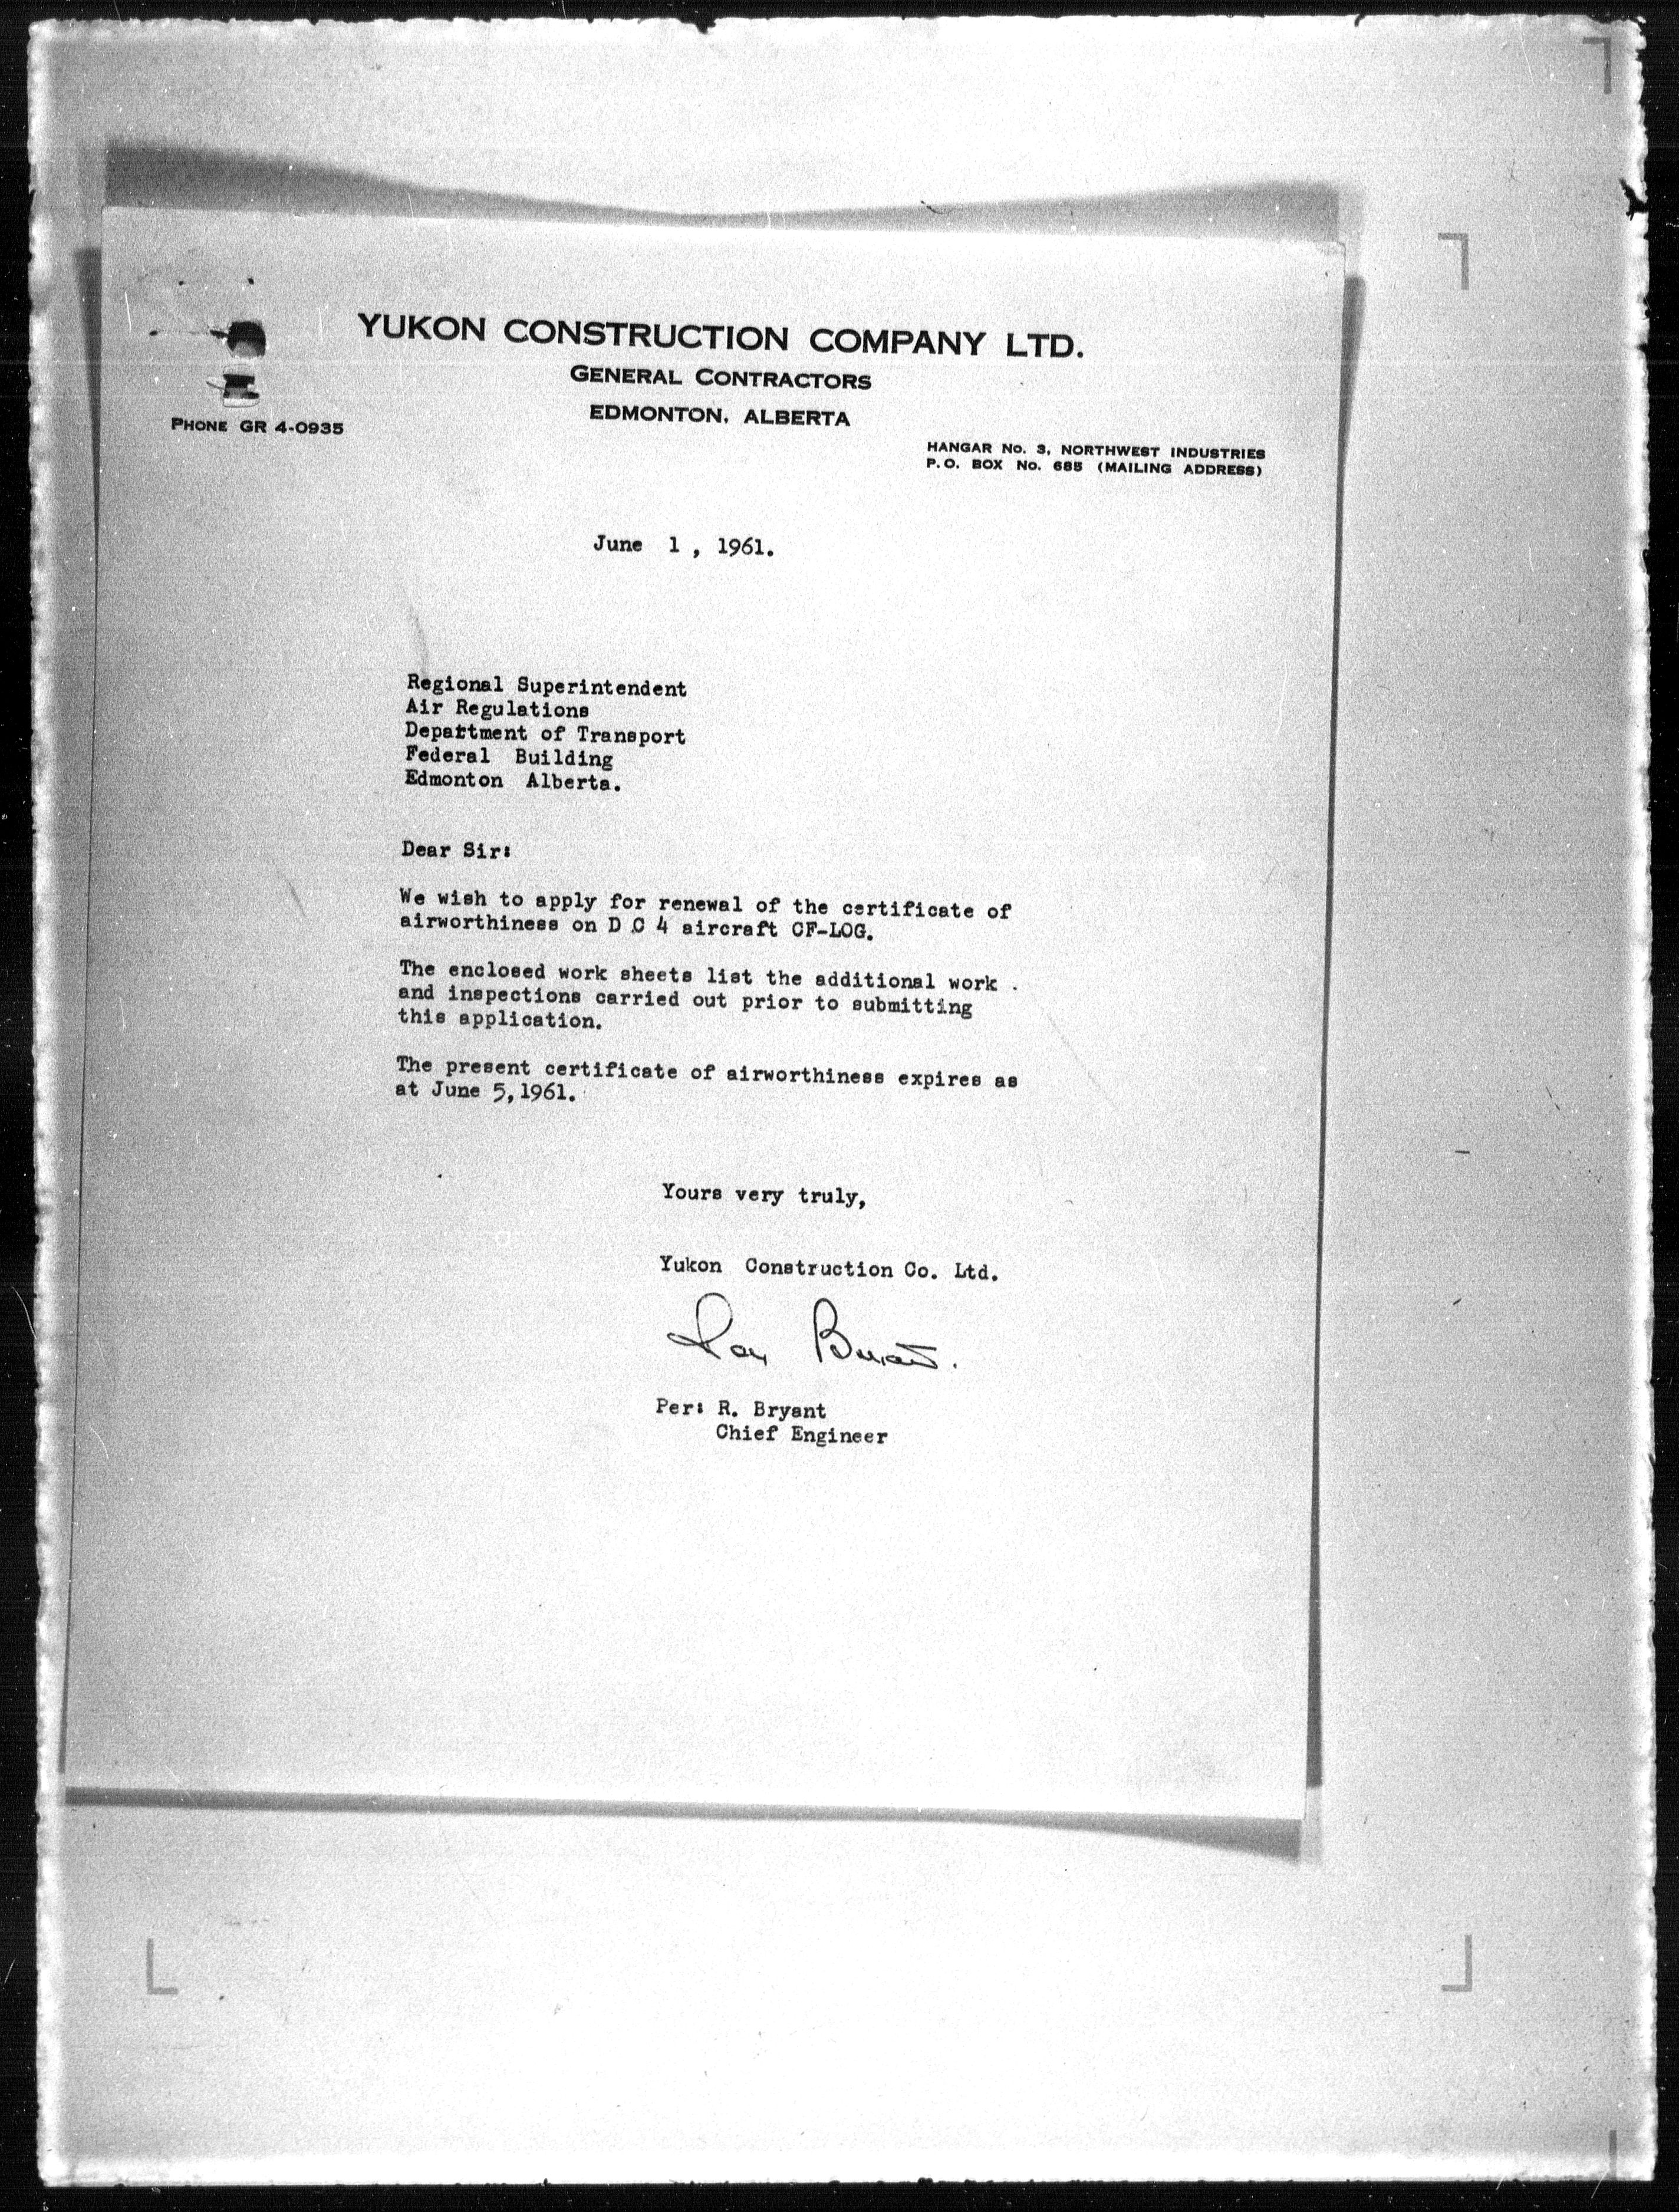 YUKON CONSTRUCTION COMPANY LTD.
GENERAL CONTRACTORS
EDMONTON, ALBERTA
PHONE GR 4-0935
HANGAR No. 3, NORTHWEST INDUSTRIES
P.O. BOX No. 685 (MAILING ADDRESS)
June 1 , 1961.
Regional Superintendent
Air Regulations
Department of Transport
Federal Building
Edmonton Alberta.
Dear Sir:
We wish to apply for renewal of the certificate of
airworthiness on D C 4 aircraft CF-LOG.
The enclosed work sheets list the additional work .
and inspections carried out prior to submitting
this application.
The present certificate of airworthiness expires as
at June 5,1961.
Yours very truly,
Yukon Construction Co. Ltd.
Per: R. Bryant
Chief Engineer